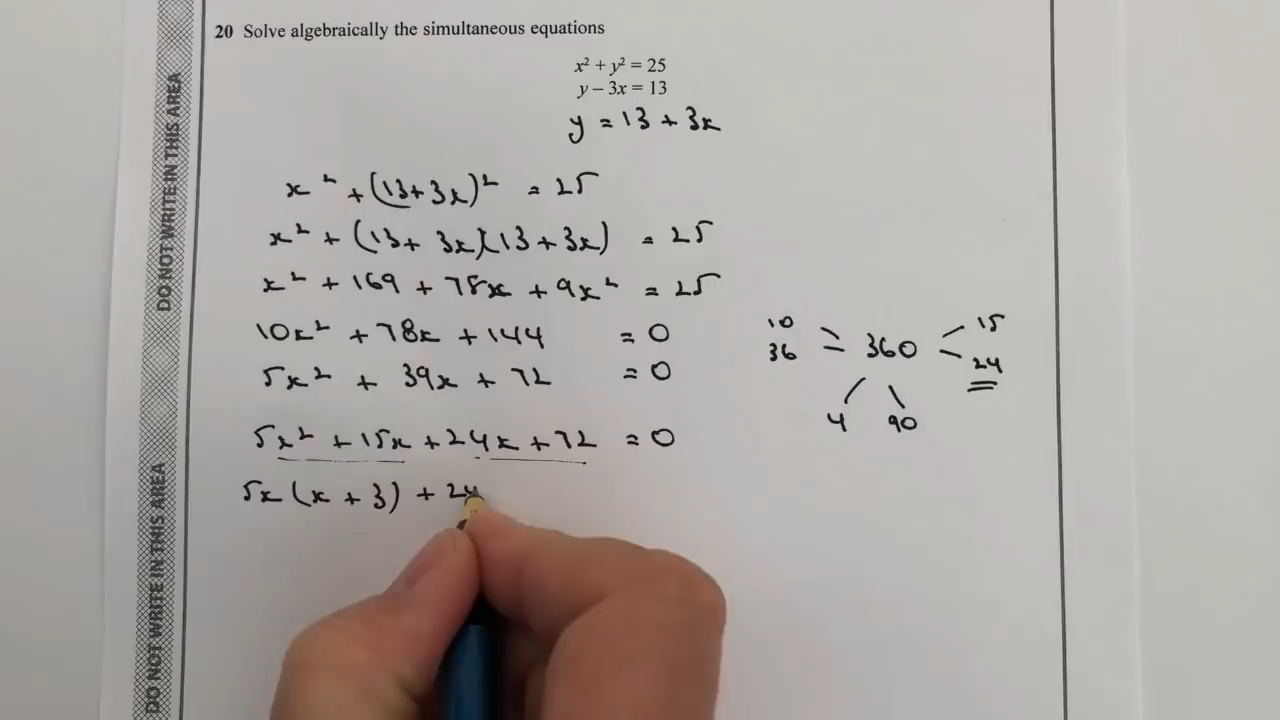 20 Solve algebraically the simultaneous equations
x² + y² = 25
y – 3x = 13
y = 13 + 3x
x² + (13+3x)² = 25
x² + (13+ 3x)(13+3x) = 25
x² + 169 + 78x + 9x² = 25
10x² + 78x + 144 = 0
5x² + 39x + 72 = 0
10
36
360
15
24
4 90
5x² + 15x + 24x + 72 = 0
5x (x + 3) + 24
DO NOT WRITE IN THIS AREA
DO NOT WRITE IN THIS AREA